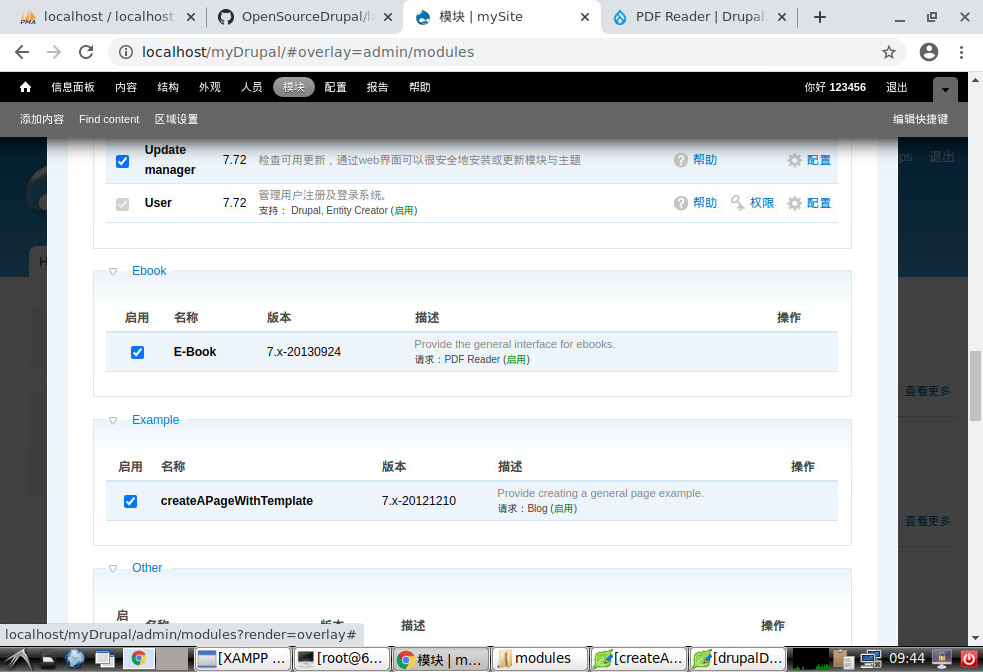 localhost / localhost
OpenSourceDrupal/
模块 | mySite
PDF Reader | Drupal.
localhost/myDrupal/#overlay=admin/modules
信息面板 内容 结构 外观 人员 模块 配置 报告 帮助 你好 123456 退出
添加内容 Find content 区域设置 编辑快捷键
退出
Update manager 7.72 检查可用更新，通过web界面可以很安全地安装或更新模块与主题 帮助 配置
User 7.72 管理用户注册及登录系统。 帮助 权限 配置
支持： Drupal, Entity Creator (启用)
Ebook
启用 名称 版本 描述 操作
E-Book 7.x-20130924 Provide the general interface for ebooks.
请求：PDF Reader (启用)
查看更多
Example
启用 名称 版本 描述 操作
createAPageWithTemplate 7.x-20121210 Provide creating a general page example.
请求：Blog (启用)
查看更多
Other
启 名称 版本 描述 操作
localhost/myDrupal/admin/modules?render=overlay#
[XAMPP ... [root@6... 模块 | m... modules [createA... [drupalD... 09:44